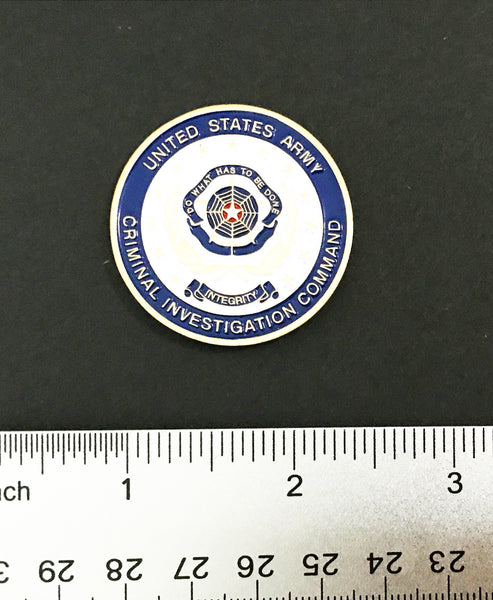 UNITED STATES ARMY
DO WHAT HAS TO BE DONE
INTEGRITY
CRIMINAL INVESTIGATION COMMAND
nch 1 2 3
29 28 27 26 25 24 23